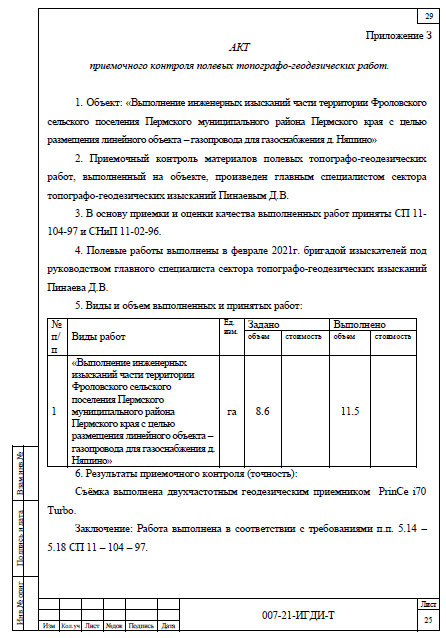 29
Приложение 3
АКТ
приемочного контроля полевых топографо-геодезических работ.
1. Объект: «Выполнение инженерных изысканий части территории Фроловского
сельского поселения Пермского муниципального района Пермского края с целью
размещения линейного объекта – газопровода для газоснабжения д. Няшино»
2. Приемочный контроль материалов полевых топографо-геодезических
работ, выполненный на объекте, произведен главным специалистом сектора
топографо-геодезических изысканий Пинаевым Д.В.
3. В основу приемки и оценки качества выполненных работ приняты СП 11-
104-97 и СНиП 11-02-96.
4. Полевые работы выполнены в феврале 2021г. бригадой изыскателей под
руководством главного специалиста сектора топографо-геодезических изысканий
Пинаева Д.В.
5. Виды и объем выполненных и принятых работ:
№ п/п Виды работ Ед. изм. Задано Выполнено
объем стоимость объем стоимость
«Выполнение инженерных
изысканий части территории
Фроловского сельского
поселения Пермского
1 муниципального района га 8.6 11.5
Пермского края с целью
размещения линейного объекта –
газопровода для газоснабжения д.
Няшино»
6. Результаты приемочного контроля (точность):
Съёмка выполнена двухчастотным геодезическим приемником PrinCe i70
Turbo.
Заключение: Работа выполнена в соответствии с требованиями п.п. 5.14 –
5.18 СП 11 – 104 – 97.
Взам.инв №
Подпись и дата
Инв № ориг
Изм Кол.уч Лист №док Подпись Дата
007-21-ИГДИ-Т
Лист
25